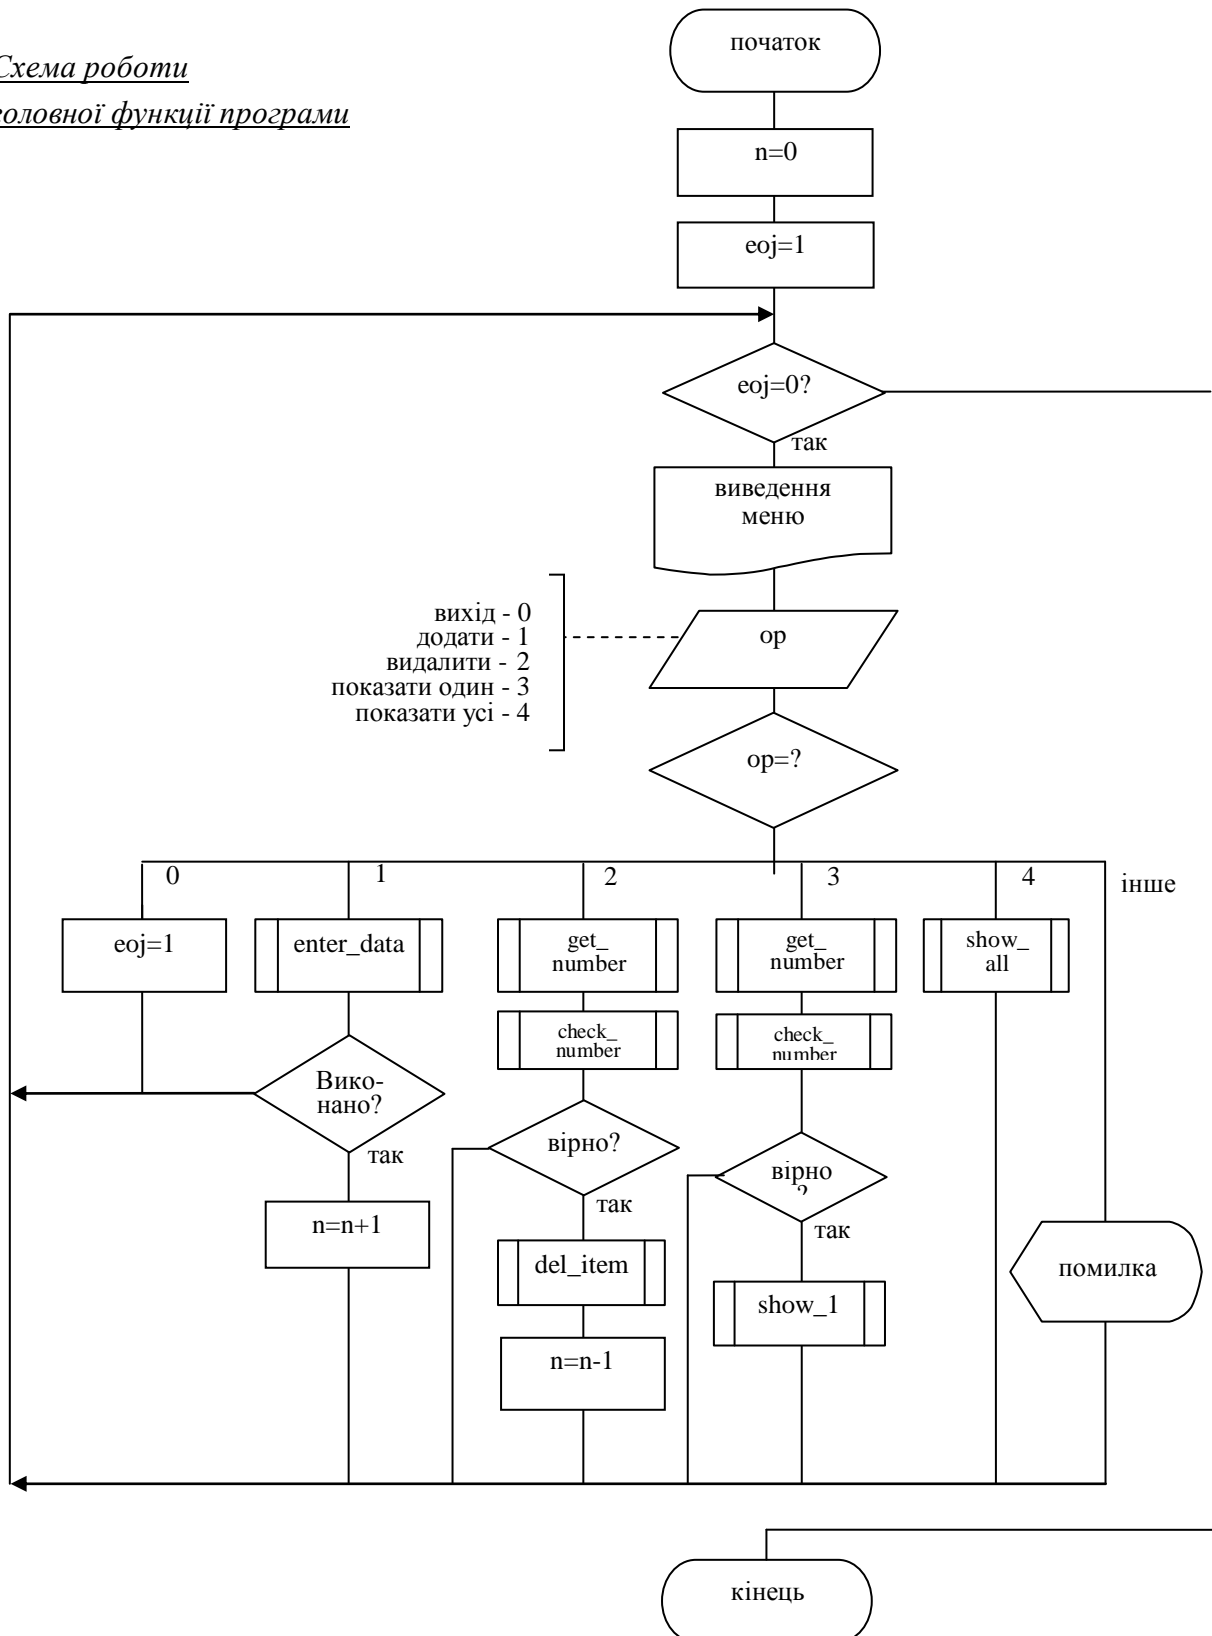 Схема роботи
головної функції програми
початок
n=0
eoj=1
eoj=0?
так
виведення
меню
вихід - 0
додати - 1
видалити - 2
показати один - 3
показати усі - 4
op
op=?
0
1
2
3
4
інше
eoj=1
enter_data
get_
number
get_
number
show_
all
check_
number
check_
number
Вико-
нано?
так
вірно?
так
вірно
?
так
n=n+1
del_item
n=n-1
show_1
помилка
кінець